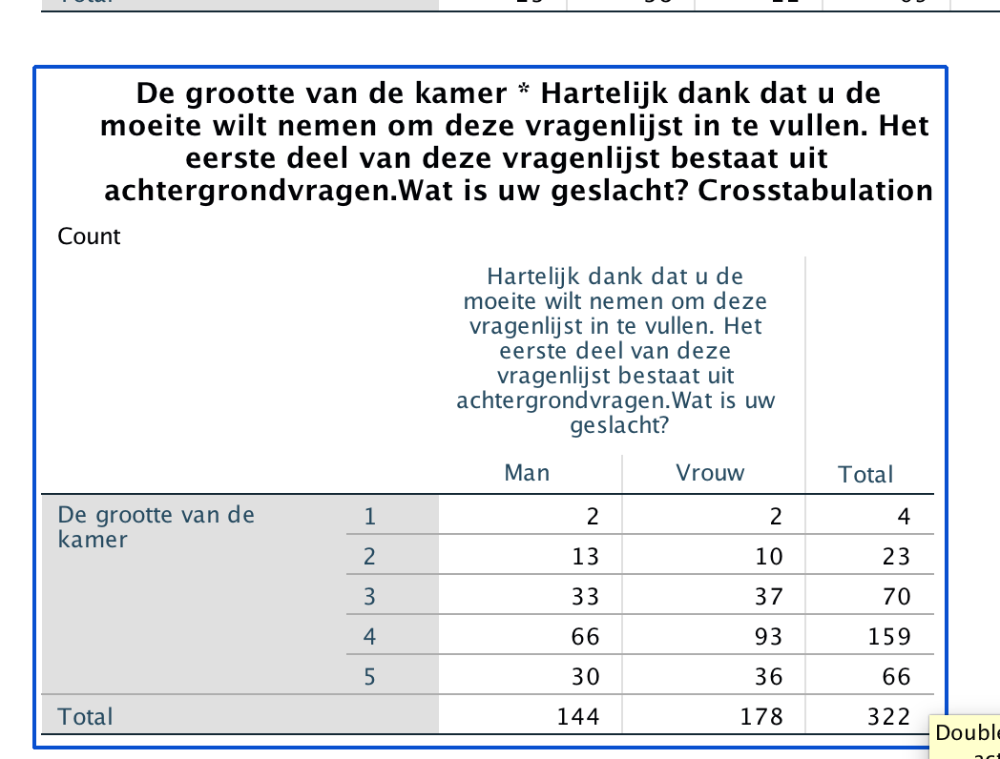 De grootte van de kamer * Hartelijk dank dat u de
moeite wilt nemen om deze vragenlijst in te vullen. Het
eerste deel van deze vragenlijst bestaat uit
achtergrondvragen.Wat is uw geslacht? Crosstabulation
Count
Hartelijk dank dat u de
moeite wilt nemen om deze
vragenlijst in te vullen. Het
eerste deel van deze
vragenlijst bestaat uit
achtergrondvragen.Wat is uw
geslacht?
Man Vrouw Total
De grootte van de
kamer
1 2 2 4
2 13 10 23
3 33 37 70
4 66 93 159
5 30 36 66
Total 144 178 322